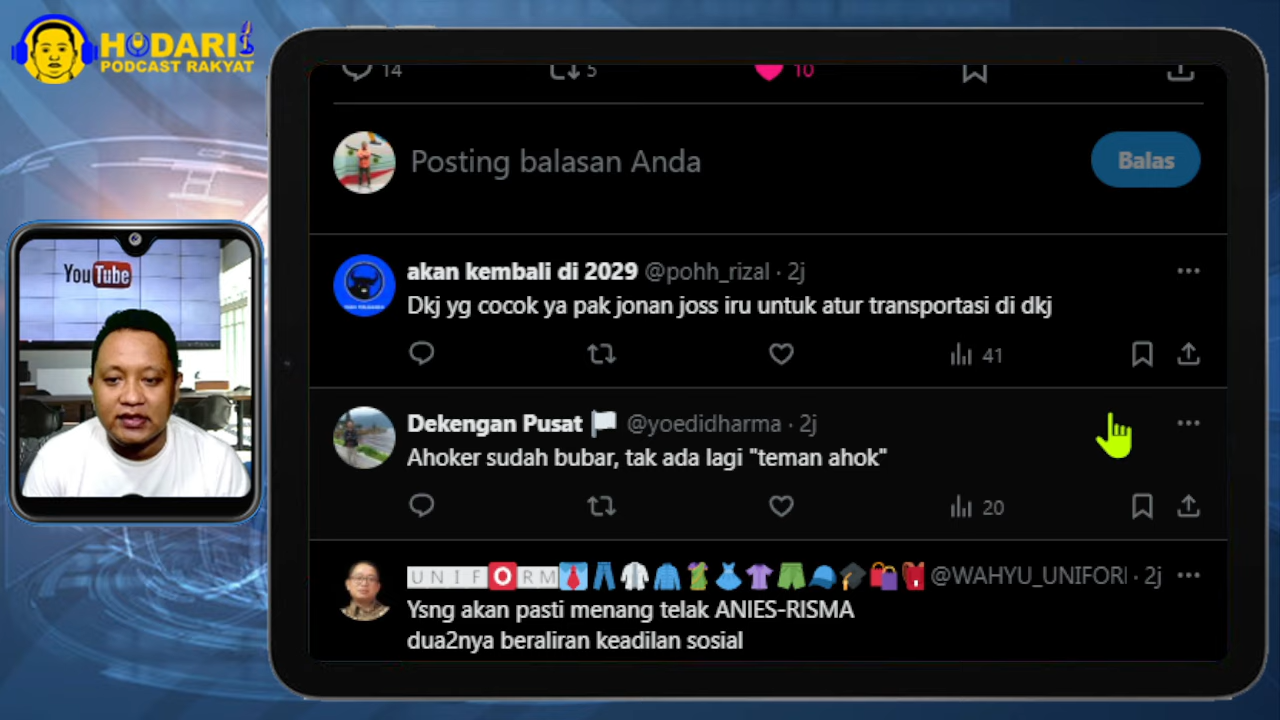 HUDARI
PODCAST RAKYAT
YouTube
14 5 10
Posting balasan Anda
Balas
akan kembali di 2029 @pohh_rizal · 2j
Dkj yg cocok ya pak jonan joss iru untuk atur transportasi di dkj
41
Dekengan Pusat @yoedidharma · 2j
Ahoker sudah bubar, tak ada lagi "teman ahok"
20
UNIFORM @WAHYU_UNIFOR · 2j
Ysng akan pasti menang telak ANIES-RISMA
dua2nya beraliran keadilan sosial